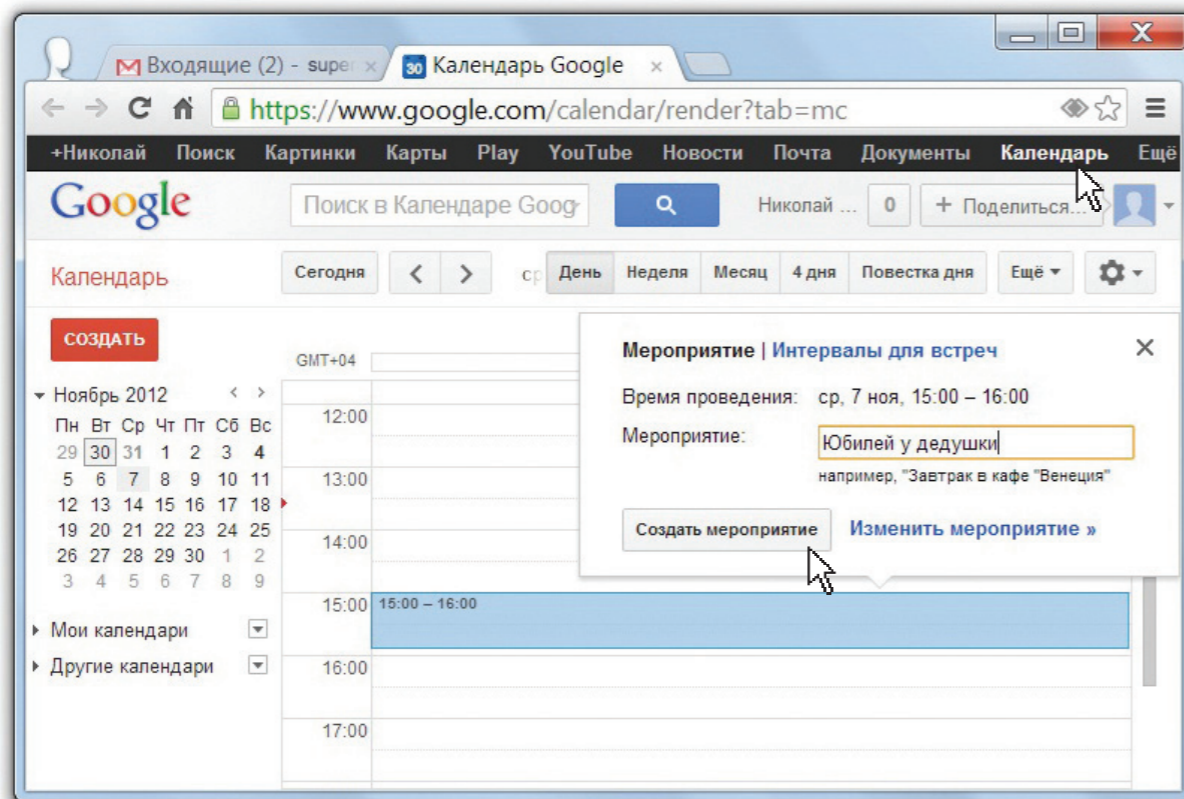 Входящие (2) - super
30 Календарь Google
https://www.google.com/calendar/render?tab=mc
+Николай Поиск Картинки Карты Play YouTube Новости Почта Документы Календарь Ещё
Google
Поиск в Календаре Goog
Николай ... 0 + Поделиться...
Календарь
Сегодня ср День Неделя Месяц 4 дня Повестка дня Ещё
СОЗДАТЬ
Ноябрь 2012
Пн Вт Ср Чт Пт Сб Вс
29 30 31 1 2 3 4
5 6 7 8 9 10 11
12 13 14 15 16 17 18
19 20 21 22 23 24 25
26 27 28 29 30 1 2
3 4 5 6 7 8 9
Мои календари
Другие календари
GMT+04
12:00
13:00
14:00
15:00 15:00 – 16:00
16:00
17:00
Мероприятие | Интервалы для встреч
Время проведения: ср, 7 ноя, 15:00 – 16:00
Мероприятие: Юбилей у дедушки
например, "Завтрак в кафе "Венеция"
Создать мероприятие Изменить мероприятие »